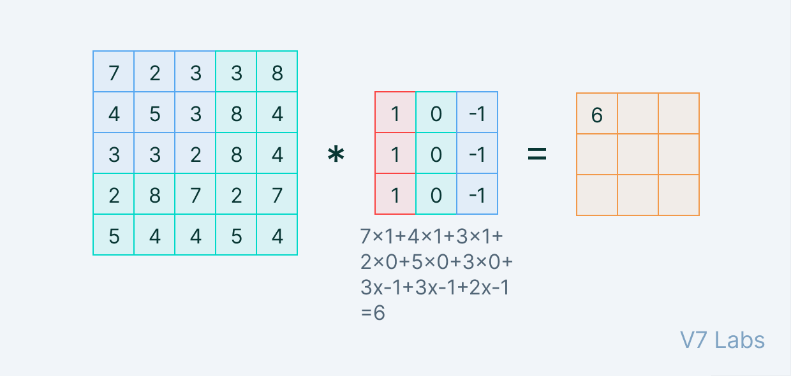 7 2 3 3 8
4 5 3 8 4
3 3 2 8 4
2 8 7 2 7
5 4 4 5 4
*
1 0 -1
1 0 -1
1 0 -1
=
6
7×1+4×1+3×1+
2×0+5×0+3×0+
3x-1+3x-1+2x-1
=6
V7 Labs